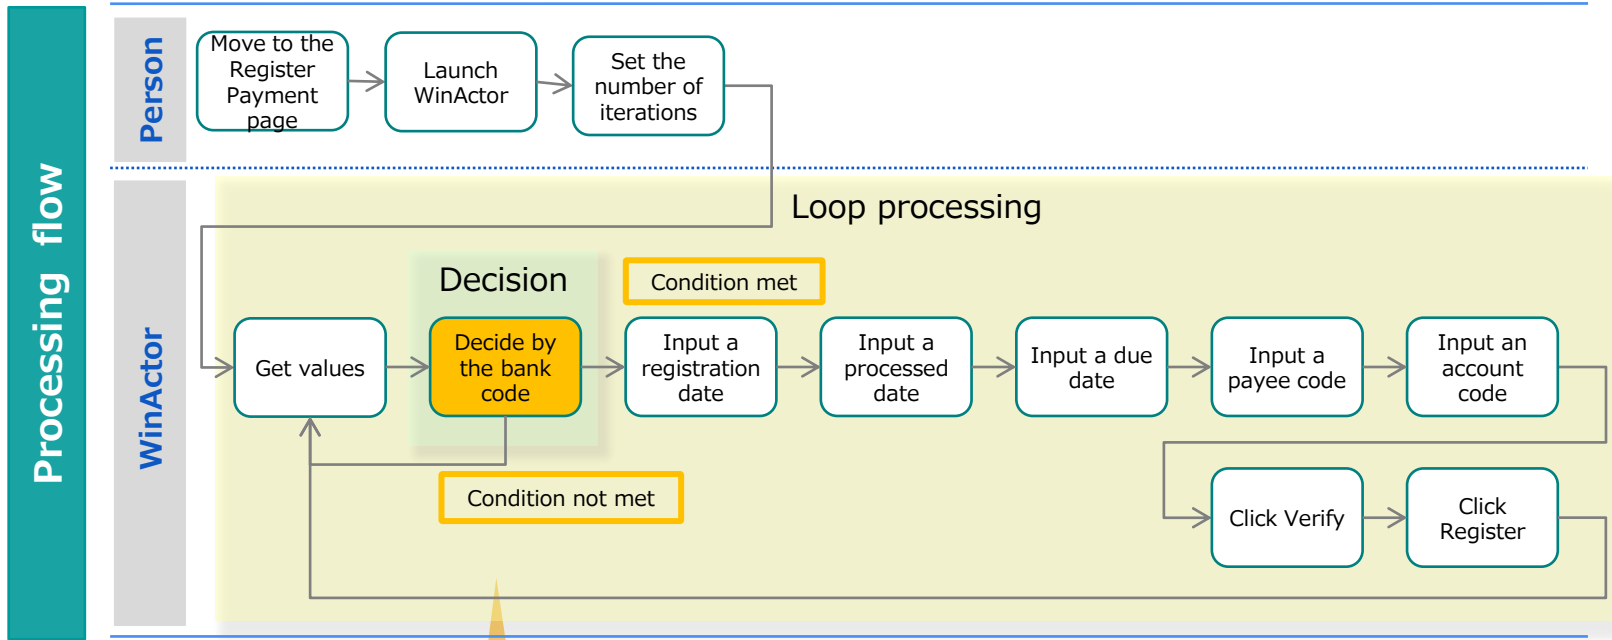 Processing flow
Person
Move to the
Register
Payment
page
Launch
WinActor
Set the
number of
iterations
WinActor
Loop processing
Decision
Condition met
Get values
Decide by
the bank
code
Input a
registration
date
Input a
processed
date
Input a due
date
Input a
payee code
Input an
account
code
Condition not met
Click Verify
Click
Register